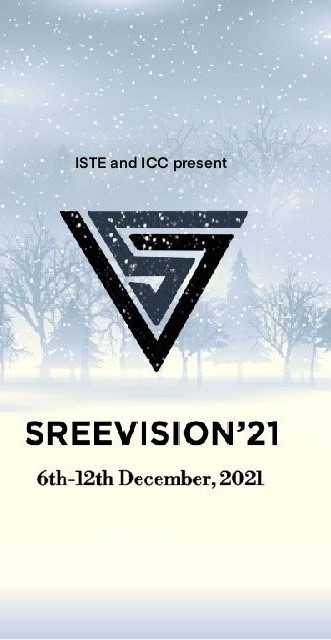 ISTE and ICC present
SREEVISION’21
6th-12th December, 2021